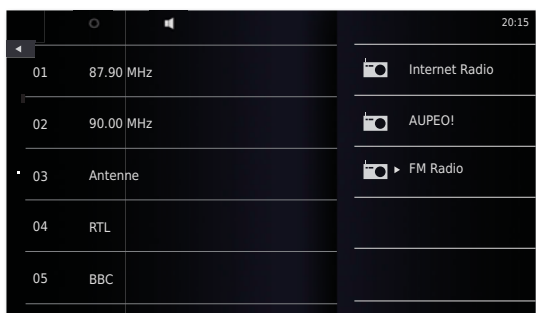 20:15
01 87.90 MHz
02 90.00 MHz
03 Antenne
04 RTL
05 BBC
Internet Radio
AUPEO!
FM Radio